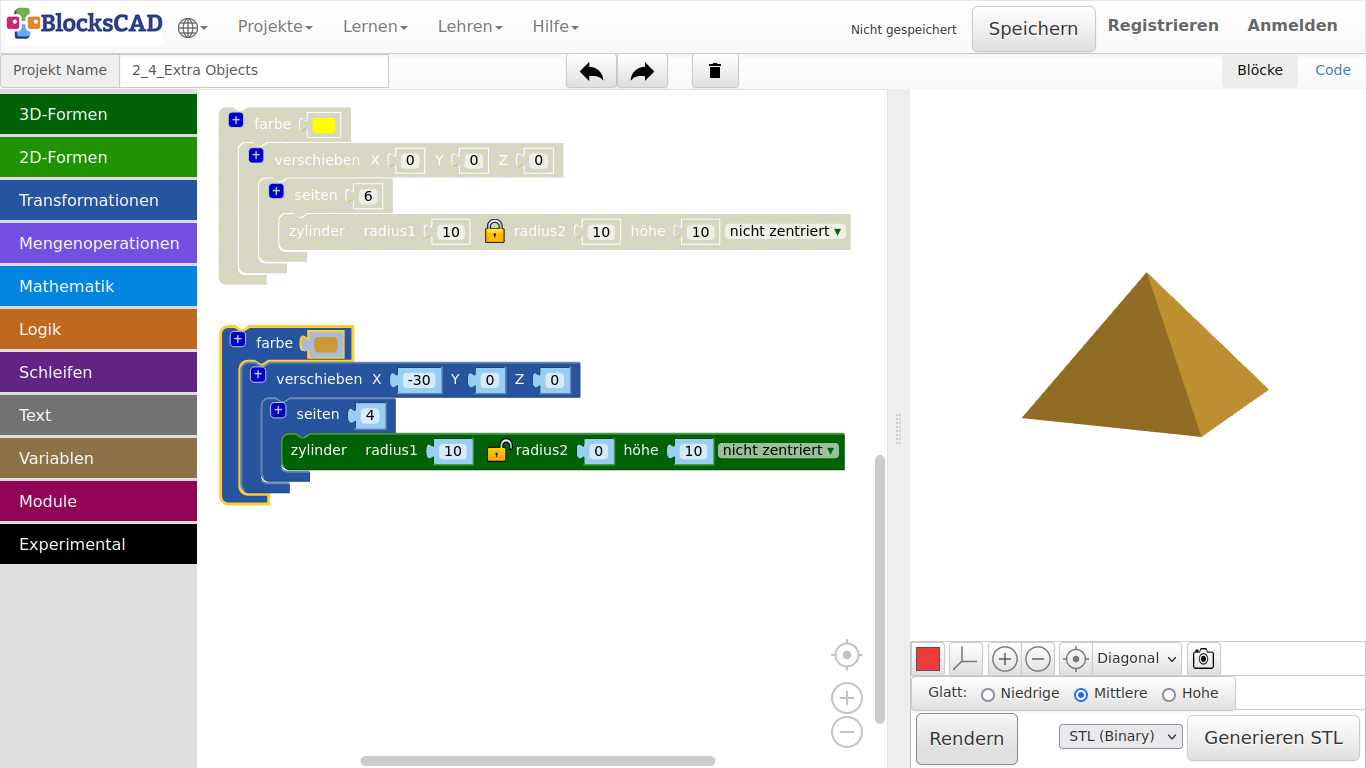 BlocksCAD Projekte Lernen Lehren Hilfe Nicht gespeichert Speichern Registrieren Anmelden
Projekt Name 2_4_Extra Objects Blöcke Code
3D-Formen
2D-Formen
Transformationen
Mengenoperationen
Mathematik
Logik
Schleifen
Text
Variablen
Module
Experimental
+ farbe
+ verschieben X 0 Y 0 Z 0
+ seiten 6
zylinder radius1 10 radius2 10 höhe 10 nicht zentriert ▾
+ farbe
+ verschieben X -30 Y 0 Z 0
+ seiten 4
zylinder radius1 10 radius2 0 höhe 10 nicht zentriert ▾
Diagonal
Glatt: Niedrige Mittlere Hohe
Rendern STL (Binary) Generieren STL